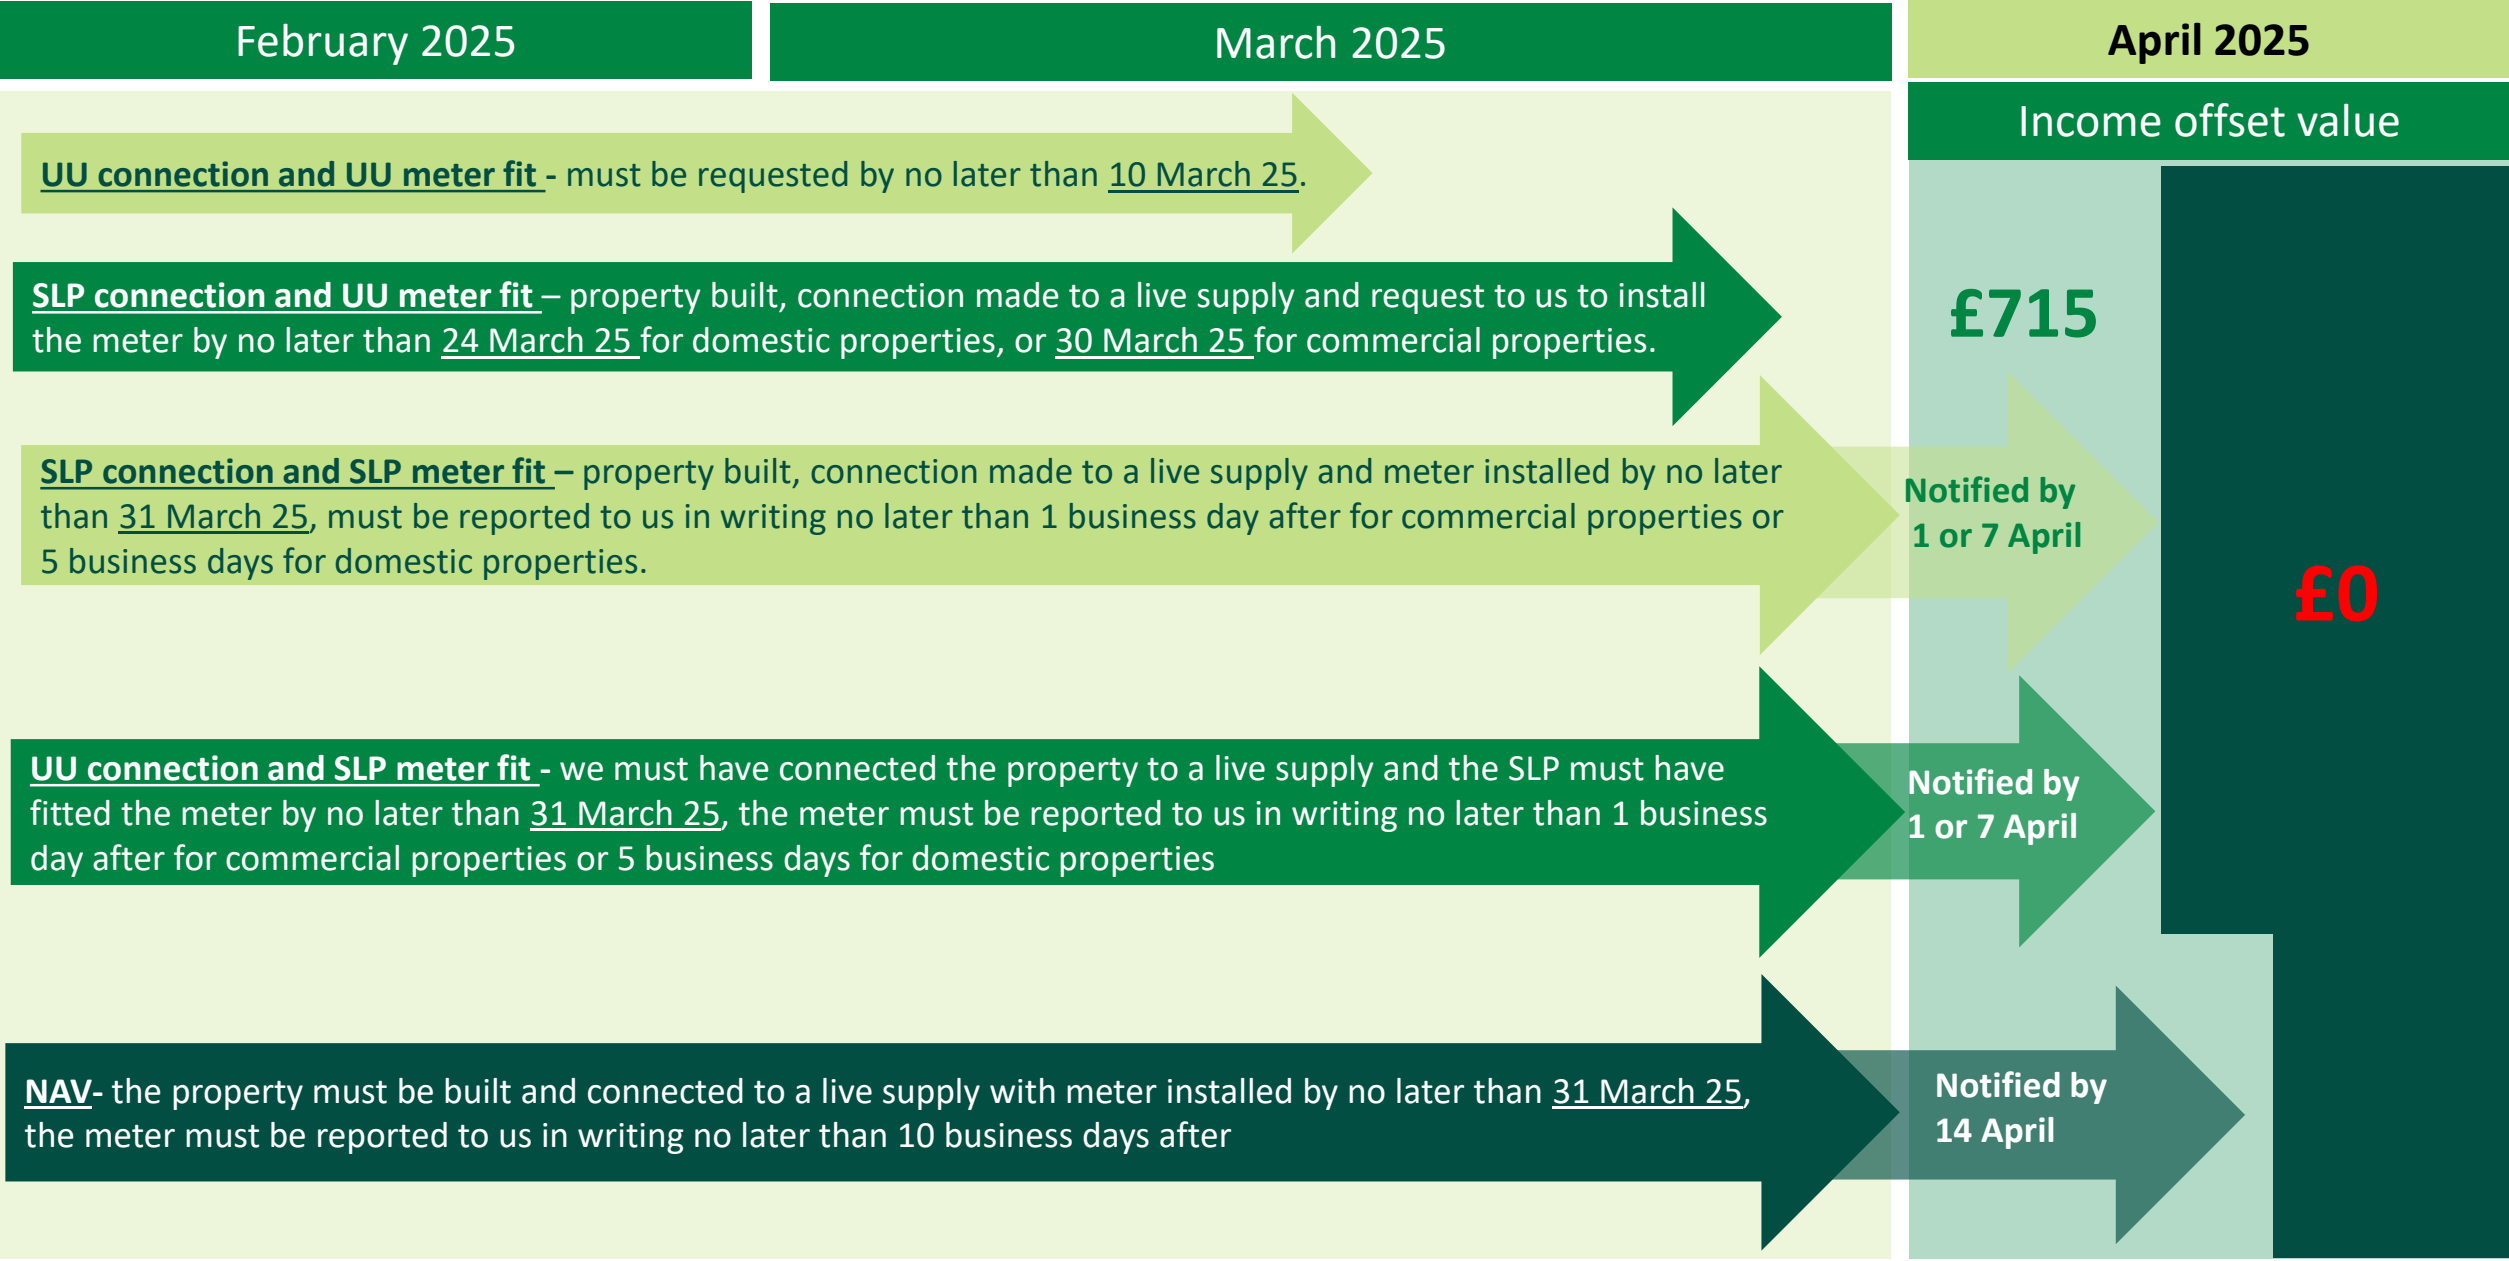 February 2025
March 2025
April 2025
Income offset value
UU connection and UU meter fit - must be requested by no later than 10 March 25.
SLP connection and UU meter fit – property built, connection made to a live supply and request to us to install
the meter by no later than 24 March 25 for domestic properties, or 30 March 25 for commercial properties.
£715
SLP connection and SLP meter fit – property built, connection made to a live supply and meter installed by no later
than 31 March 25, must be reported to us in writing no later than 1 business day after for commercial properties or
5 business days for domestic properties.
Notified by
1 or 7 April
£0
UU connection and SLP meter fit - we must have connected the property to a live supply and the SLP must have
fitted the meter by no later than 31 March 25, the meter must be reported to us in writing no later than 1 business
day after for commercial properties or 5 business days for domestic properties
Notified by
1 or 7 April
NAV- the property must be built and connected to a live supply with meter installed by no later than 31 March 25,
the meter must be reported to us in writing no later than 10 business days after
Notified by
14 April